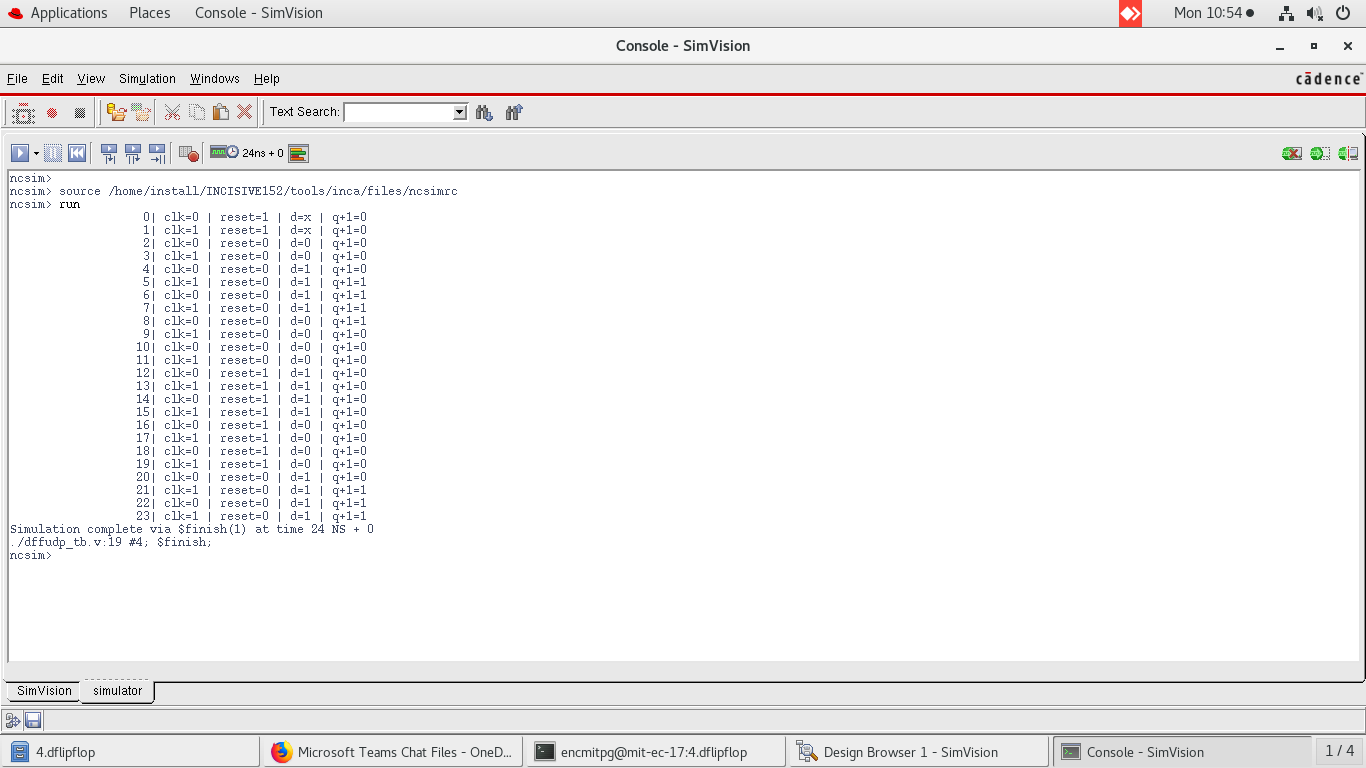 Applications Places Console - SimVision Mon 10:54
Console - SimVision
File Edit View Simulation Windows Help cādence
Text Search:
24ns + 0
ncsim>
ncsim> source /home/install/INCISIVE152/tools/inca/files/ncsimrc
ncsim> run
0| clk=0 | reset=1 | d=x | q+1=0
1| clk=1 | reset=1 | d=x | q+1=0
2| clk=0 | reset=0 | d=0 | q+1=0
3| clk=1 | reset=0 | d=0 | q+1=0
4| clk=0 | reset=0 | d=1 | q+1=0
5| clk=1 | reset=0 | d=1 | q+1=1
6| clk=0 | reset=0 | d=1 | q+1=1
7| clk=1 | reset=0 | d=1 | q+1=1
8| clk=0 | reset=0 | d=0 | q+1=1
9| clk=1 | reset=0 | d=0 | q+1=0
10| clk=0 | reset=0 | d=0 | q+1=0
11| clk=1 | reset=0 | d=0 | q+1=0
12| clk=0 | reset=1 | d=1 | q+1=0
13| clk=1 | reset=1 | d=1 | q+1=0
14| clk=0 | reset=1 | d=1 | q+1=0
15| clk=1 | reset=1 | d=1 | q+1=0
16| clk=0 | reset=1 | d=0 | q+1=0
17| clk=1 | reset=1 | d=0 | q+1=0
18| clk=0 | reset=1 | d=0 | q+1=0
19| clk=1 | reset=1 | d=0 | q+1=0
20| clk=0 | reset=0 | d=1 | q+1=0
21| clk=1 | reset=0 | d=1 | q+1=1
22| clk=0 | reset=0 | d=1 | q+1=1
23| clk=1 | reset=0 | d=1 | q+1=1
Simulation complete via $finish(1) at time 24 NS + 0
./dffudp_tb.v:19 #4; $finish;
ncsim>
SimVision simulator
4.dflipflop Microsoft Teams Chat Files - OneD... encmitpg@mit-ec-17:4.dflipflop Design Browser 1 - SimVision Console - SimVision 1 / 4